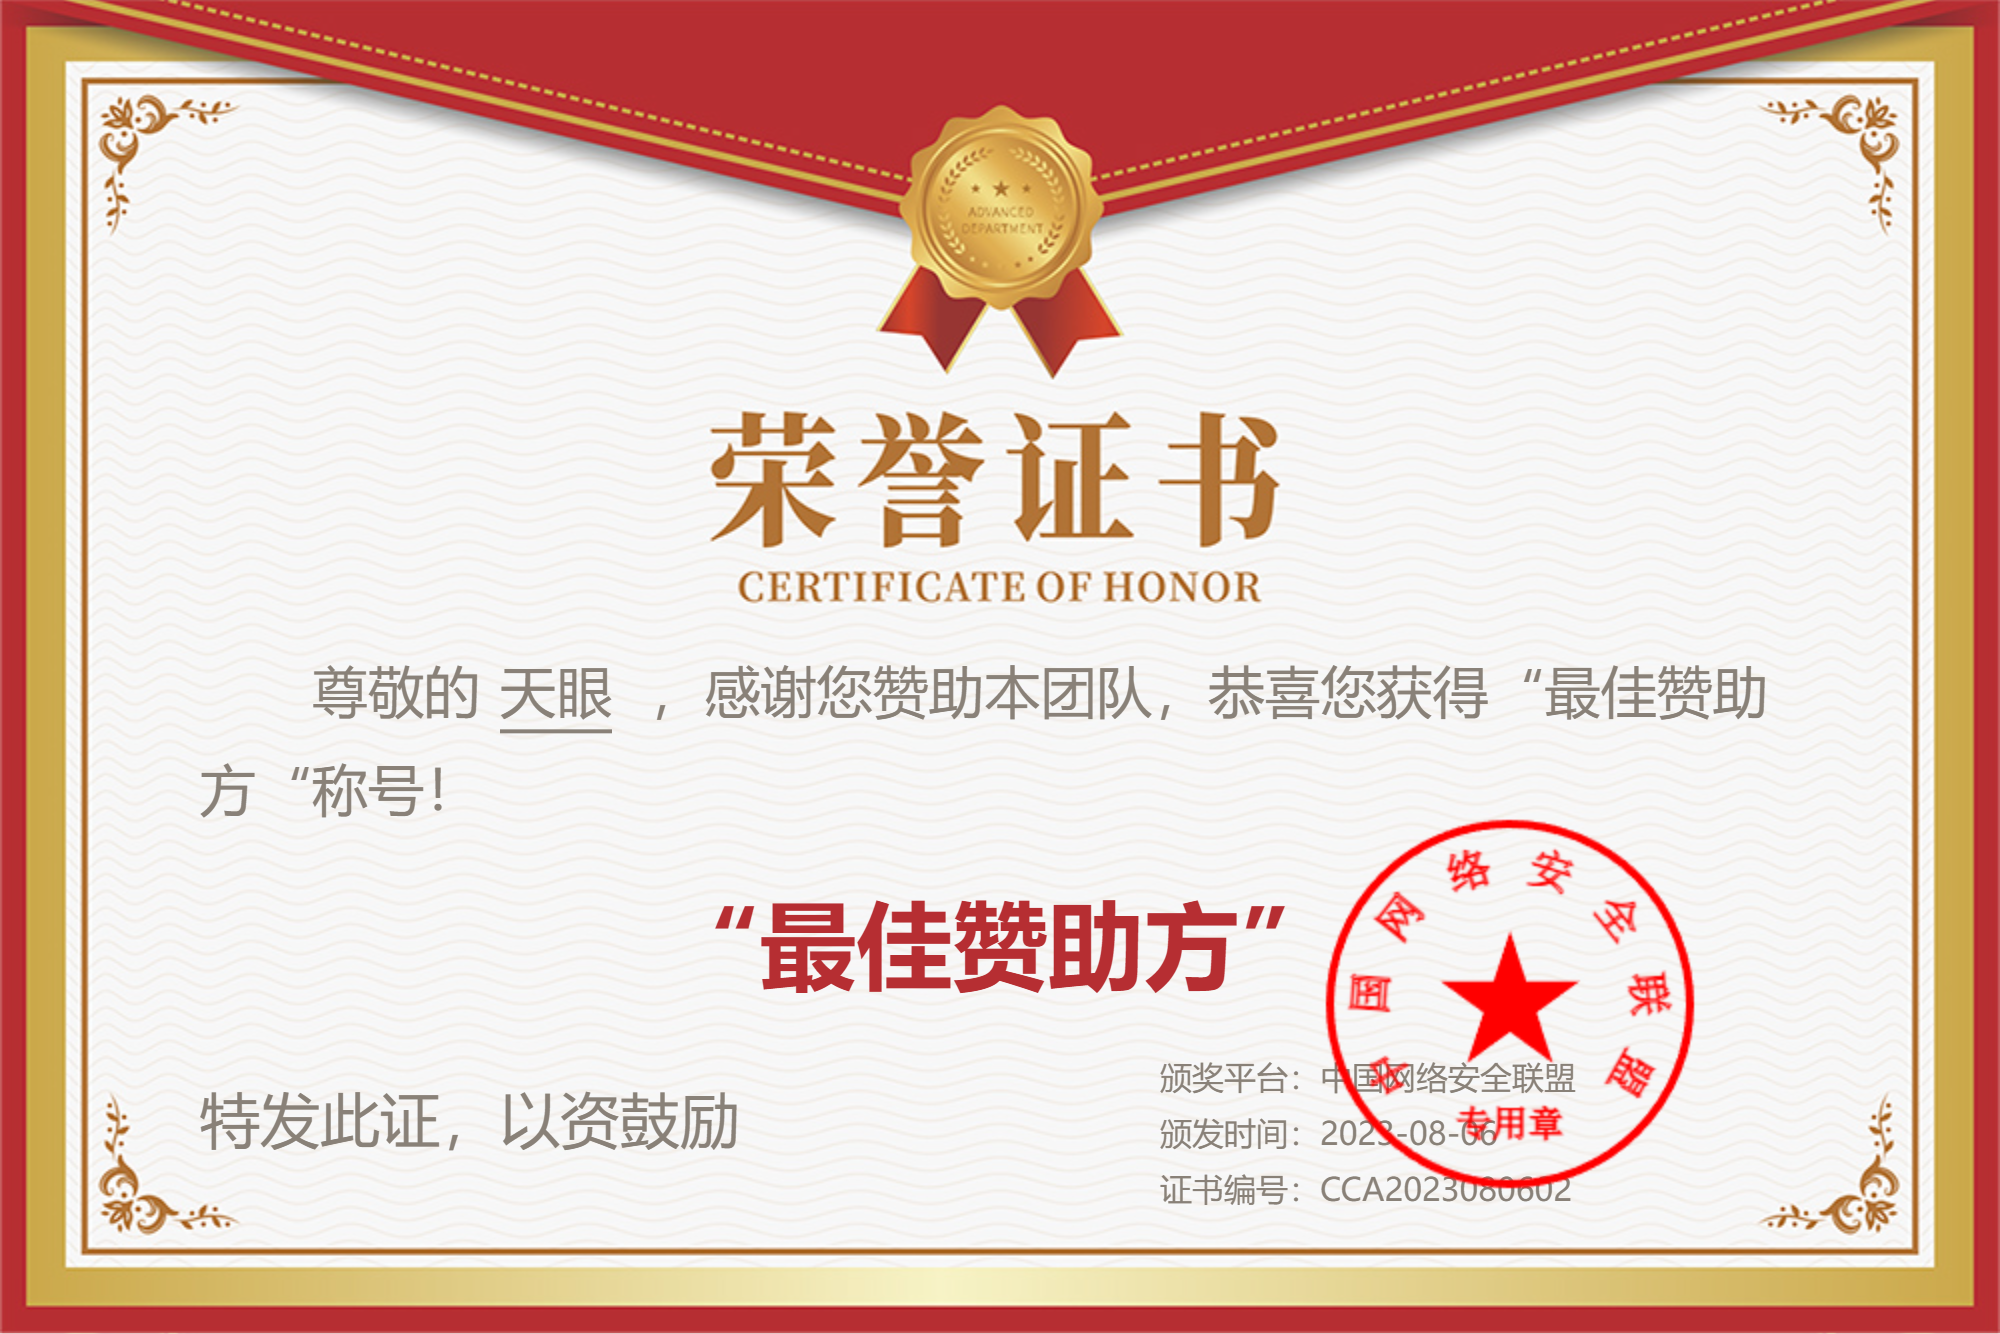 ADVANCED
DEPARTMENT
荣誉证书
CERTIFICATE OF HONOR
尊敬的 天眼 ，感谢您赞助本团队，恭喜您获得“最佳赞助
方“称号！
“最佳赞助方”
特发此证，以资鼓励
颁奖平台：中国网络安全联盟
颁发时间：2023-08-06
证书编号：CCA2023080602
中国网络安全联盟
专用章